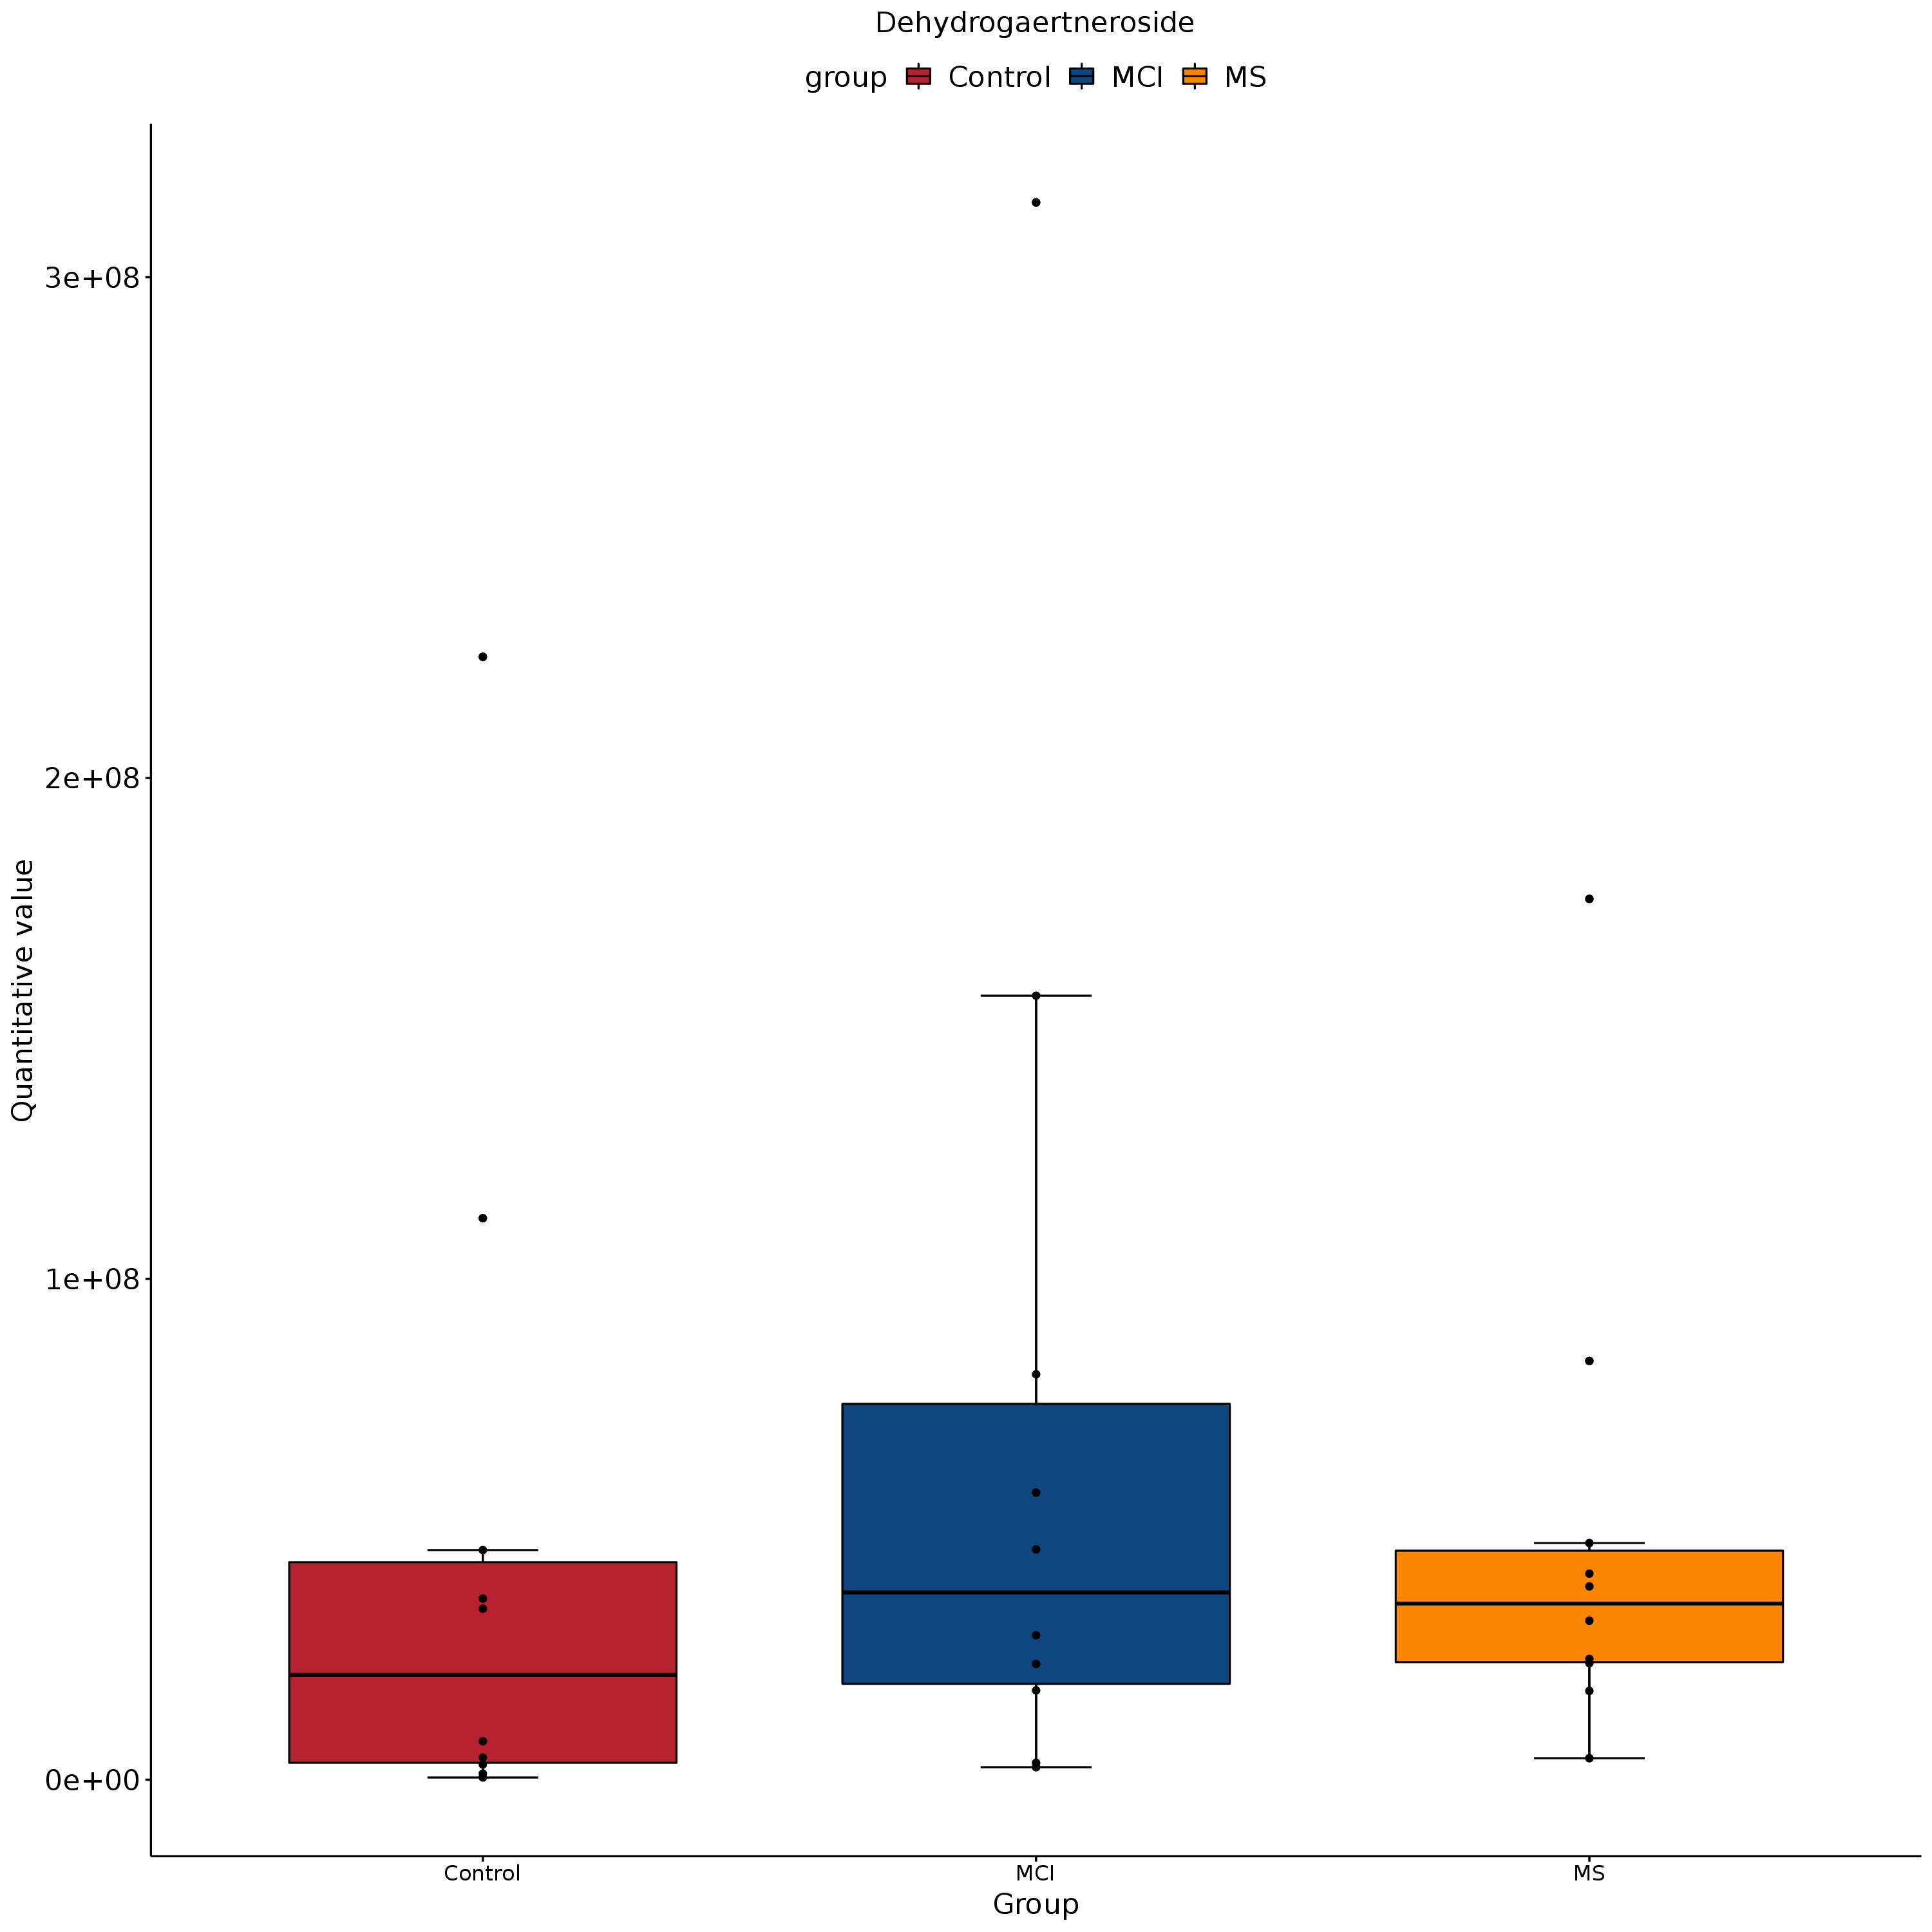 Dehydrogaertneroside
group Control MCI MS
3e+08
2e+08
1e+08
0e+00
Quantitative value
Control MCI MS
Group